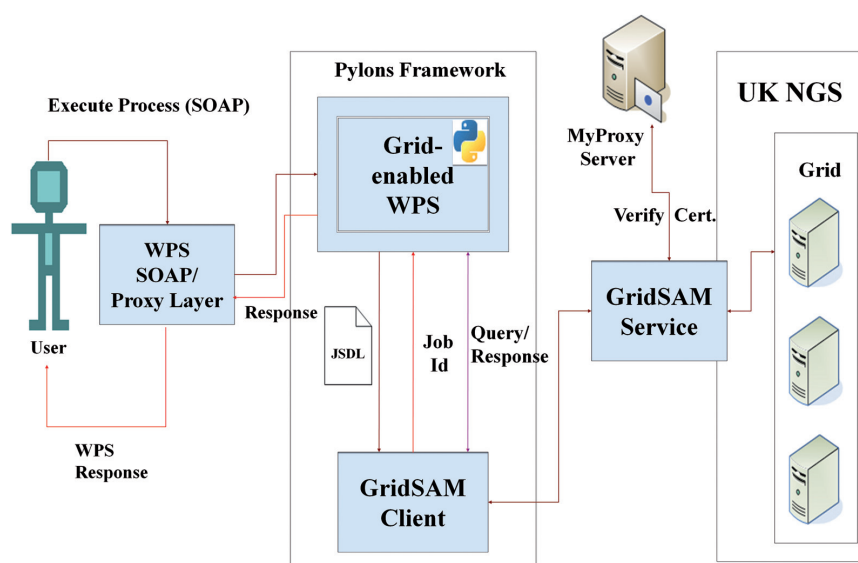 Pylons Framework
Execute Process (SOAP)
Grid-
enabled
WPS
MyProxy
Server
UK NGS
Grid
Verify Cert.
WPS
SOAP/
Proxy Layer
Response
User
JSDL
Job
Id
Query/
Response
GridSAM
Service
WPS
Response
GridSAM
Client